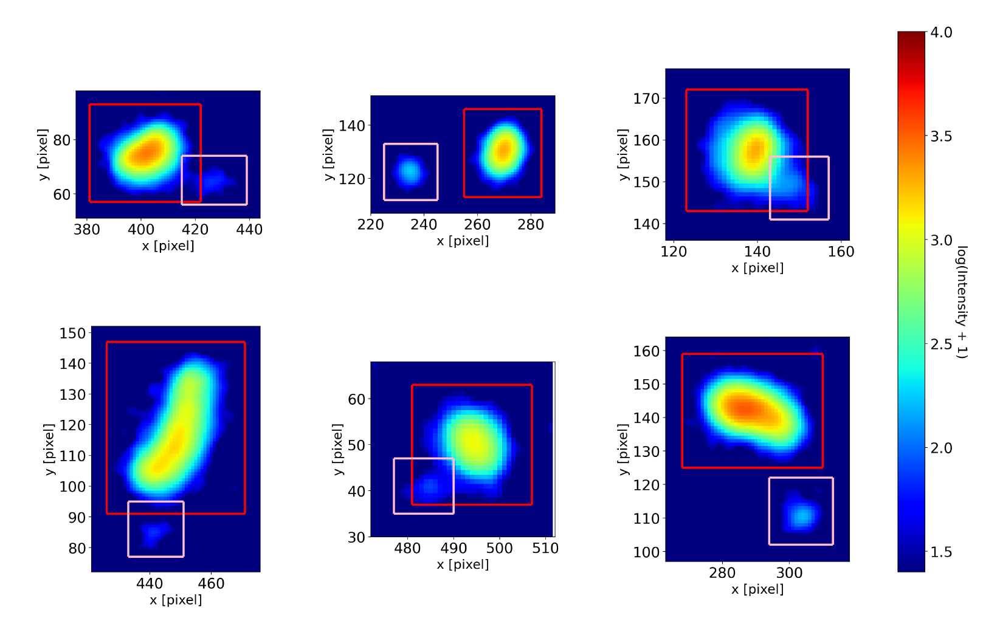 80
60
y [pixel]
380 400 420 440
x [pixel]
140
120
y [pixel]
220 240 260 280
x [pixel]
170
160
150
140
y [pixel]
120 140 160
x [pixel]
150
140
130
120
110
100
90
80
y [pixel]
440 460
x [pixel]
60
50
40
30
y [pixel]
480 490 500 510
x [pixel]
160
150
140
130
120
110
100
y [pixel]
280 300
x [pixel]
4.0
3.5
3.0
2.5
2.0
1.5
log(Intensity + 1)